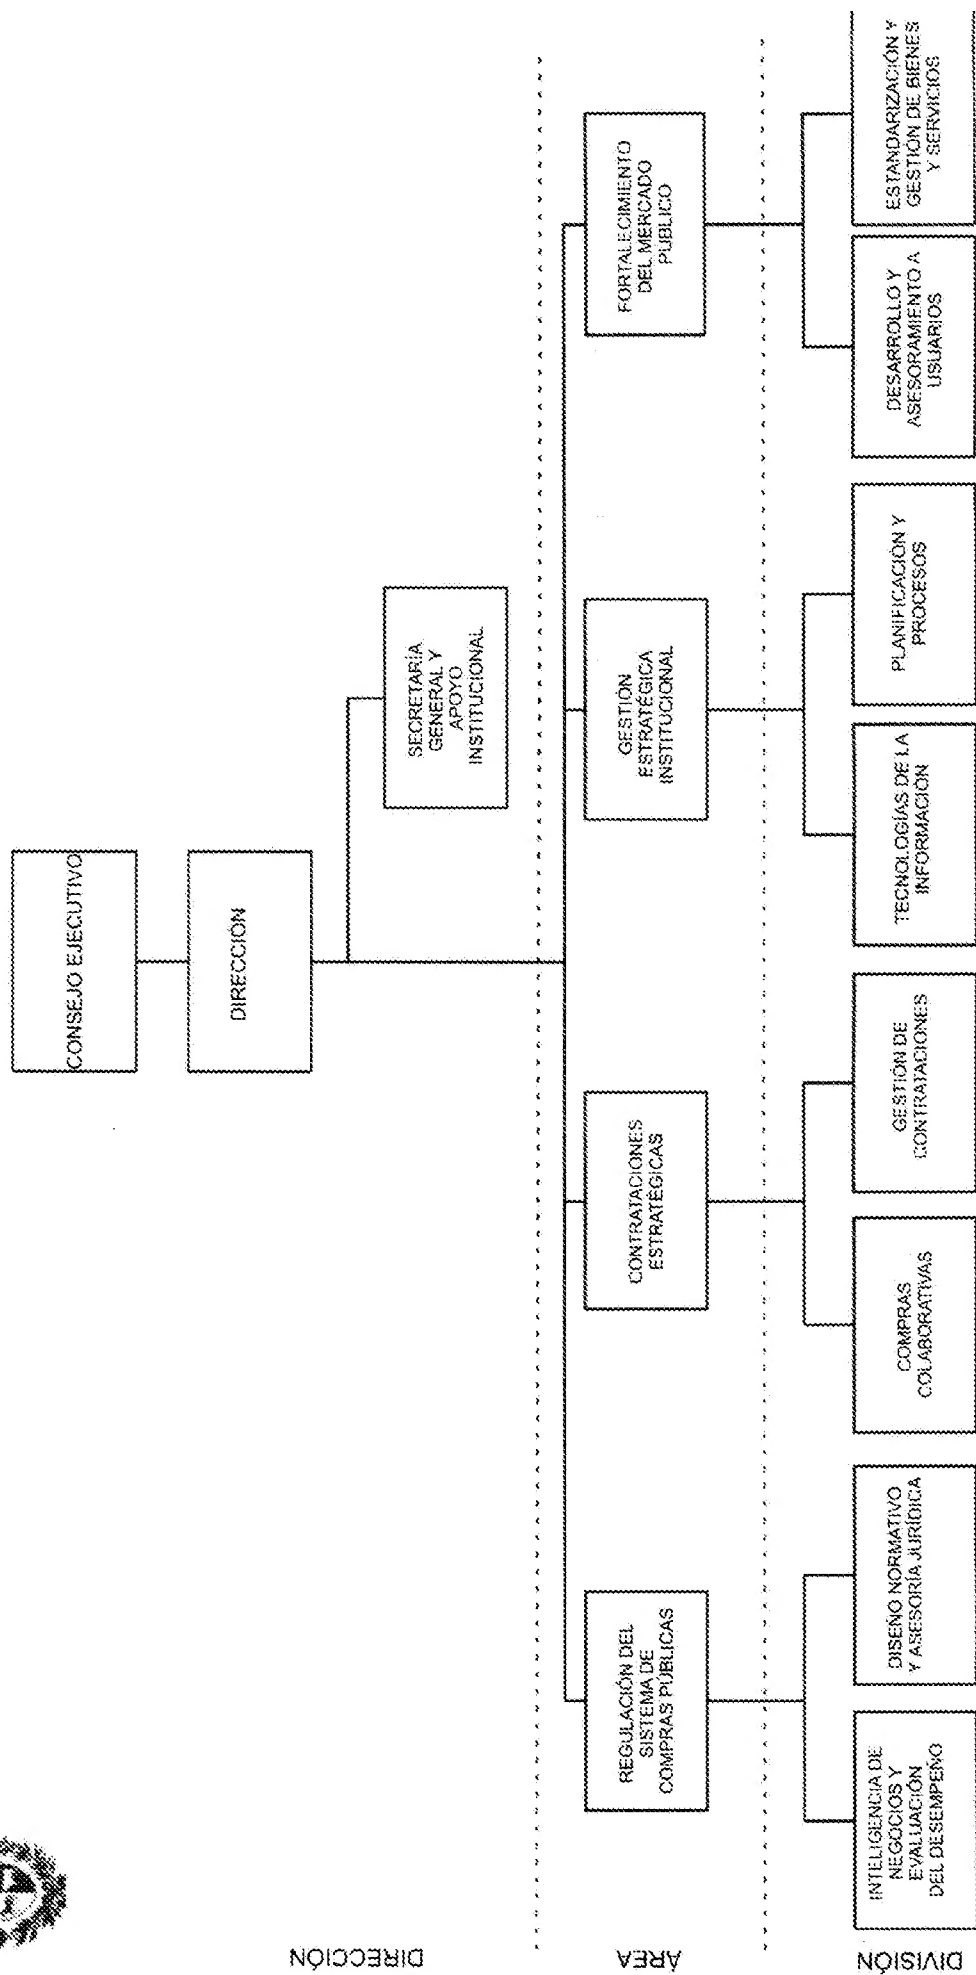 CONSEJO EJECUTIVO
DIRECCIÓN
SECRETARÍA
GENERAL Y
APOYO
INSTITUCIONAL
DIRECCIÓN
ÁREA
REGULACIÓN DEL
SISTEMA DE
COMPRAS PÚBLICAS
CONTRATACIONES
ESTRATÉGICAS
GESTIÓN
ESTRATÉGICA
INSTITUCIONAL
FORTALECIMIENTO
DEL MERCADO
PUBLICO
DIVISIÓN
INTELIGENCIA DE
NEGOCIOS Y
EVALUACIÓN
DEL DESEMPEÑO
DISEÑO NORMATIVO
Y ASESORÍA JURÍDICA
COMPRAS
COLABORATIVAS
GESTIÓN DE
CONTRATACIONES
TECNOLOGÍAS DE LA
INFORMACIÓN
PLANIFICACIÓN Y
PROCESOS
DESARROLLO Y
ASESORAMIENTO A
USUARIOS
ESTANDARIZACIÓN Y
GESTIÓN DE BIENES
Y SERVICIOS